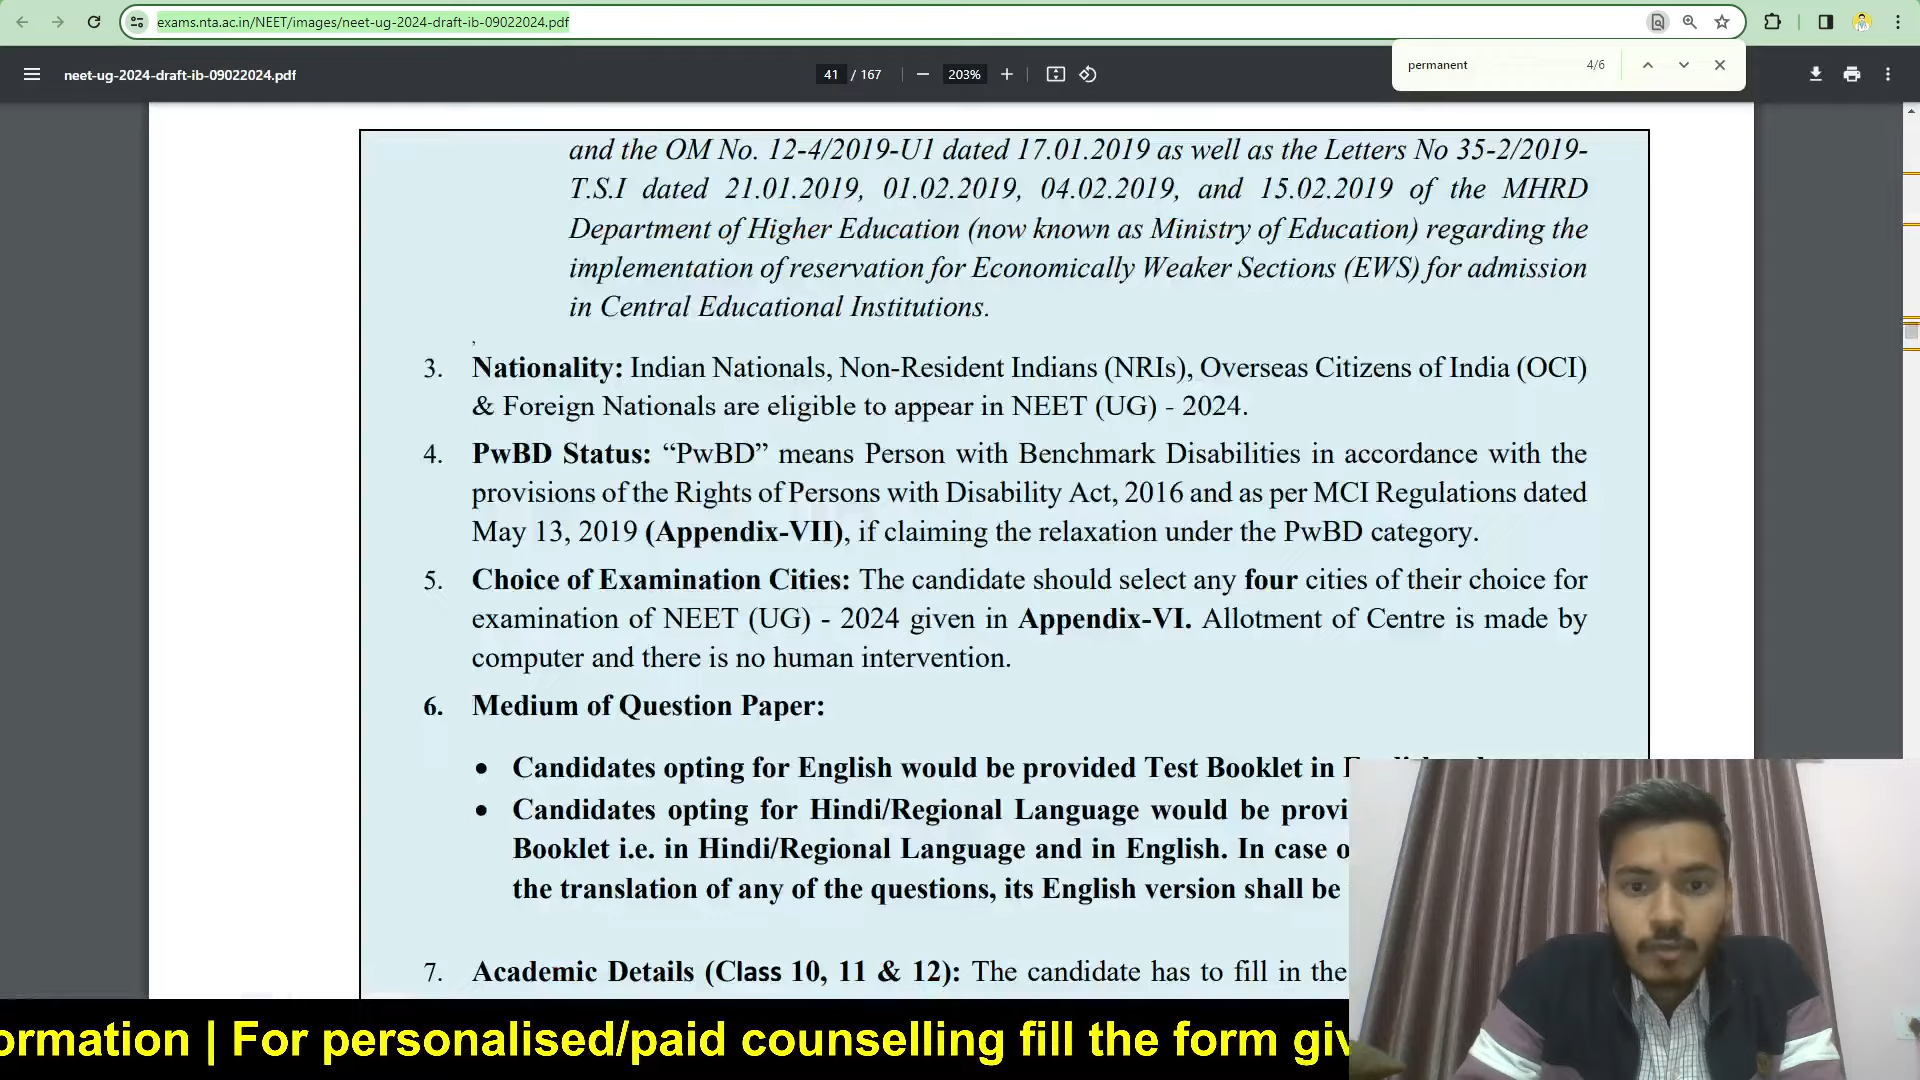 exams.nta.ac.in/NEET/images/neet-ug-2024-draft-ib-09022024.pdf
permanent 4/6
neet-ug-2024-draft-ib-09022024.pdf 41 / 167 203%
and the OM No. 12-4/2019-U1 dated 17.01.2019 as well as the Letters No 35-2/2019-
T.S.I dated 21.01.2019, 01.02.2019, 04.02.2019, and 15.02.2019 of the MHRD
Department of Higher Education (now known as Ministry of Education) regarding the
implementation of reservation for Economically Weaker Sections (EWS) for admission
in Central Educational Institutions.
,
3. Nationality: Indian Nationals, Non-Resident Indians (NRIs), Overseas Citizens of India (OCI)
& Foreign Nationals are eligible to appear in NEET (UG) - 2024.
4. PwBD Status: “PwBD” means Person with Benchmark Disabilities in accordance with the
provisions of the Rights of Persons with Disability Act, 2016 and as per MCI Regulations dated
May 13, 2019 (Appendix-VII), if claiming the relaxation under the PwBD category.
5. Choice of Examination Cities: The candidate should select any four cities of their choice for
examination of NEET (UG) - 2024 given in Appendix-VI. Allotment of Centre is made by
computer and there is no human intervention.
6. Medium of Question Paper:
• Candidates opting for English would be provided Test Booklet in
• Candidates opting for Hindi/Regional Language would be provi
Booklet i.e. in Hindi/Regional Language and in English. In case o
the translation of any of the questions, its English version shall be
7. Academic Details (Class 10, 11 & 12): The candidate has to fill in the
ormation | For personalised/paid counselling fill the form giv